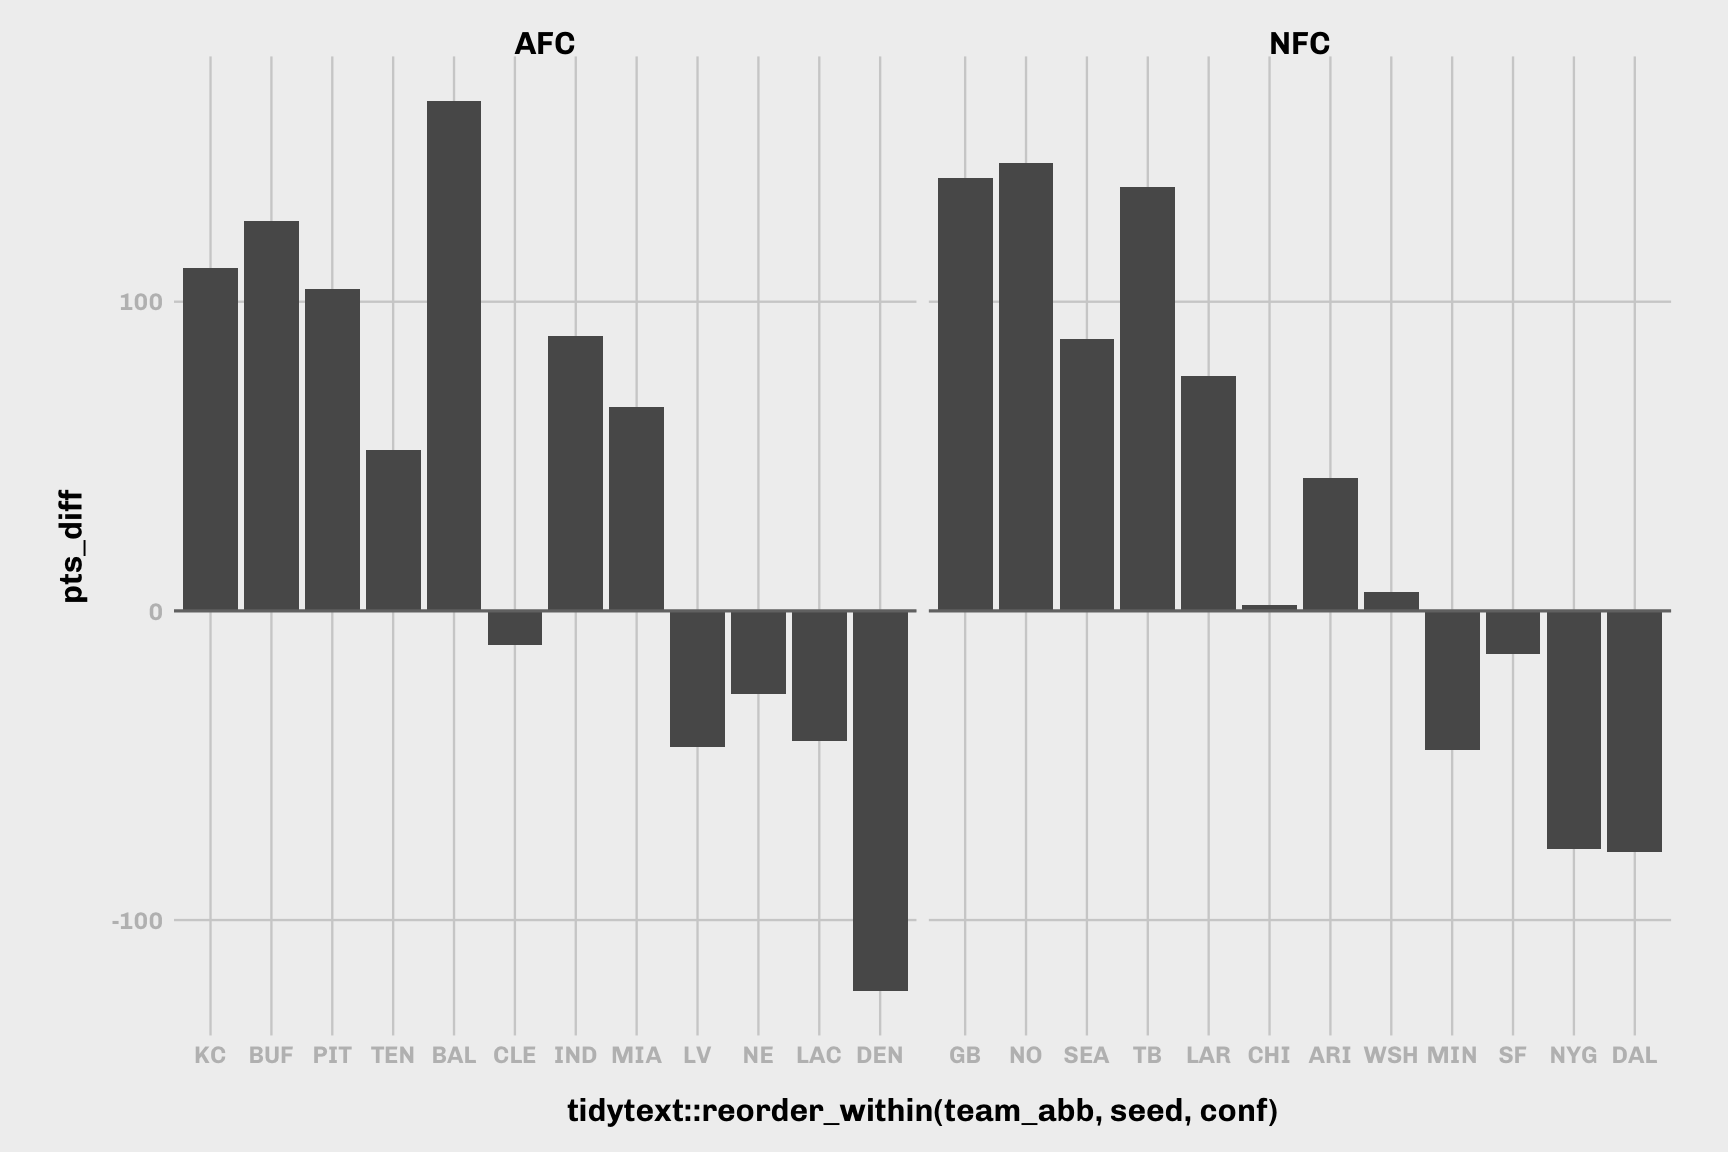 AFC NFC
100
0
-100
pts_diff
KC BUF PIT TEN BAL CLE IND MIA LV NE LAC DEN GB NO SEA TB LAR CHI ARI WSH MIN SF NYG DAL
tidytext::reorder_within(team_abb, seed, conf)